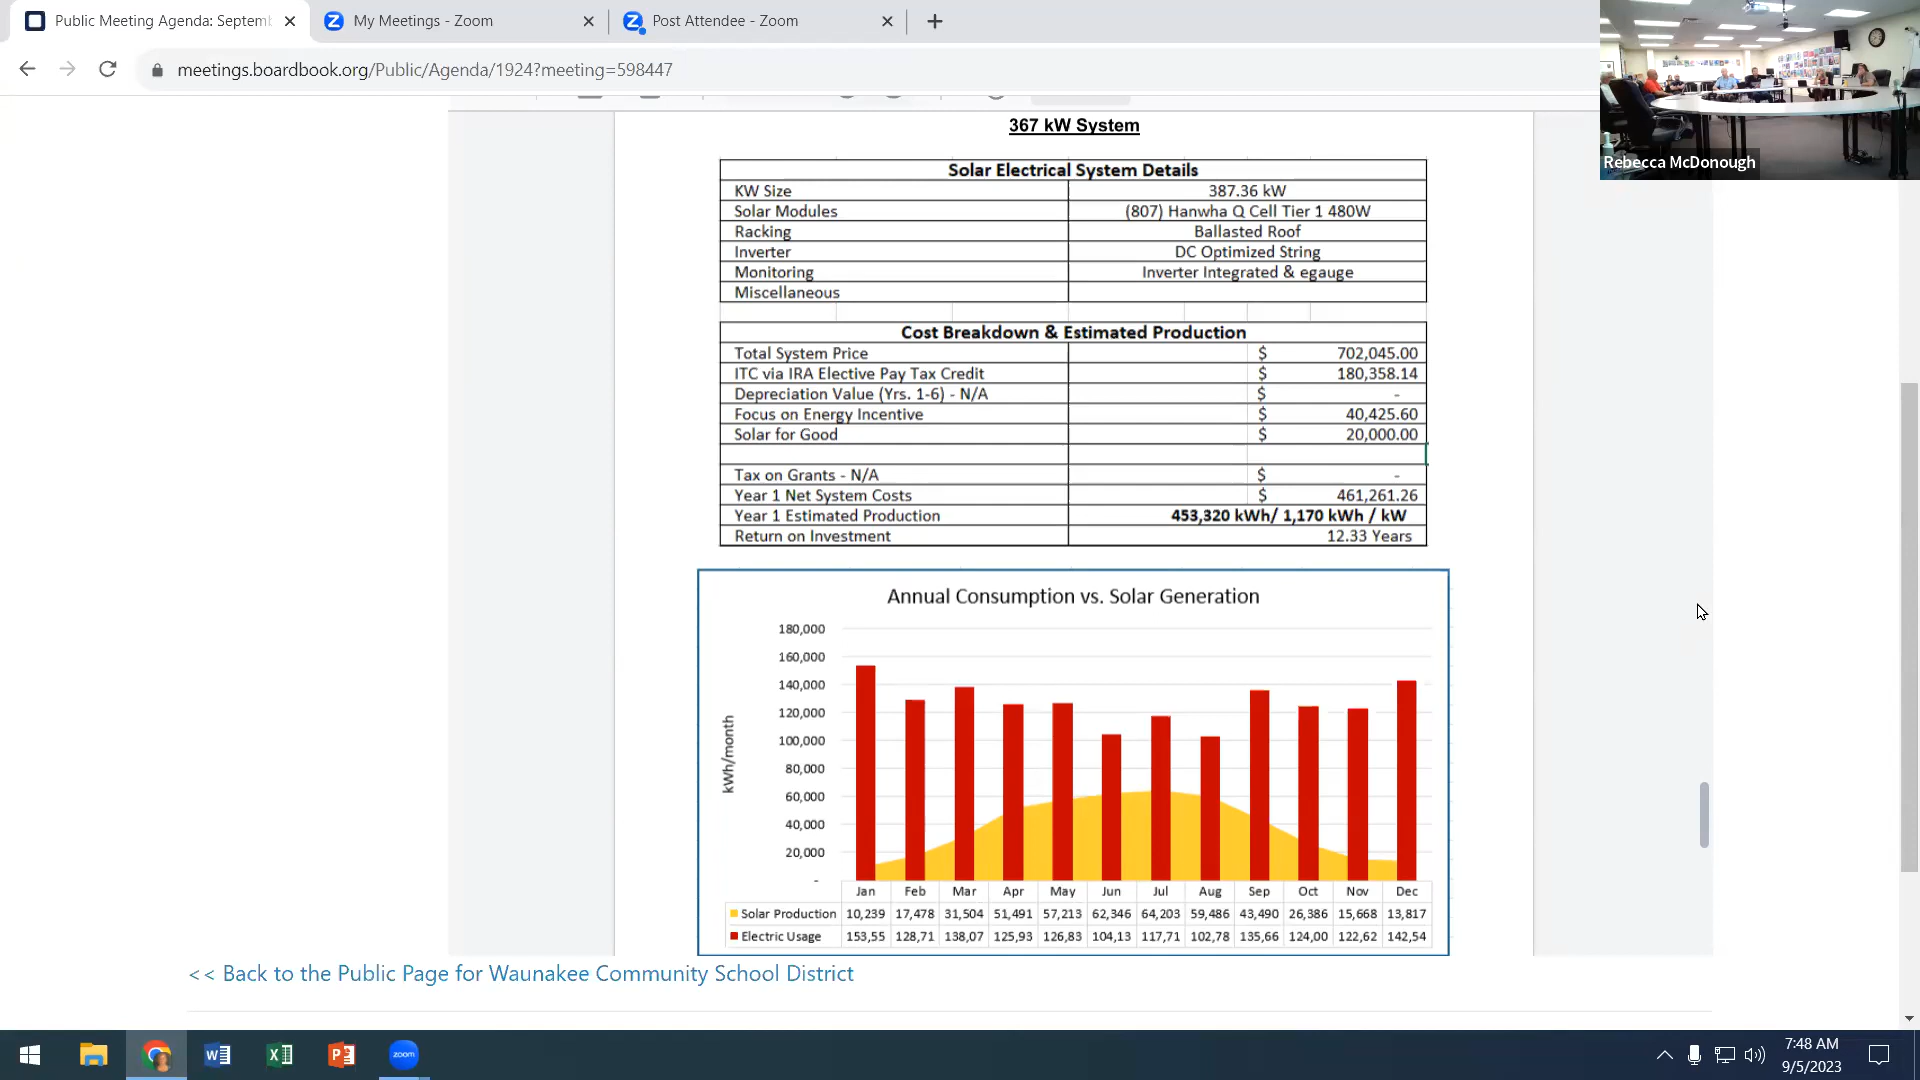 Public Meeting Agenda: Septemb
My Meetings - Zoom
Post Attendee - Zoom
meetings.boardbook.org/Public/Agenda/1924?meeting=598447
Rebecca McDonough
367 kW System
Solar Electrical System Details
KW Size 387.36 kW
Solar Modules (807) Hanwha Q Cell Tier 1 480W
Racking Ballasted Roof
Inverter DC Optimized String
Monitoring Inverter Integrated & egauge
Miscellaneous
Cost Breakdown & Estimated Production
Total System Price $ 702,045.00
ITC via IRA Elective Pay Tax Credit $ 180,358.14
Depreciation Value (Yrs. 1-6) - N/A $ -
Focus on Energy Incentive $ 40,425.60
Solar for Good $ 20,000.00
Tax on Grants - N/A $ -
Year 1 Net System Costs $ 461,261.26
Year 1 Estimated Production 453,320 kWh/ 1,170 kWh / kW
Return on Investment 12.33 Years
Annual Consumption vs. Solar Generation
180,000
160,000
140,000
120,000
100,000
80,000
60,000
40,000
20,000
-
kWh/month
Jan Feb Mar Apr May Jun Jul Aug Sep Oct Nov Dec
Solar Production 10,239 17,478 31,504 51,491 57,213 62,346 64,203 59,486 43,490 26,386 15,668 13,817
Electric Usage 153,55 128,71 138,07 125,93 126,83 104,13 117,71 102,78 135,66 124,00 122,62 142,54
<< Back to the Public Page for Waunakee Community School District
zoom
7:48 AM
9/5/2023